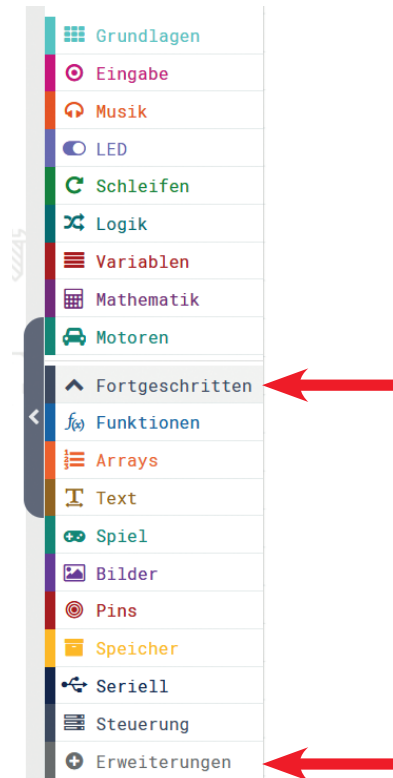 Grundlagen
Eingabe
Musik
LED
Schleifen
Logik
Variablen
Mathematik
Motoren
Fortgeschritten
f(x) Funktionen
Arrays
Text
Spiel
Bilder
Pins
Speicher
Seriell
Steuerung
Erweiterungen